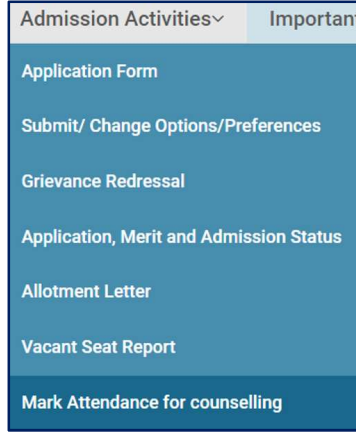 Admission Activities Important
Application Form
Submit/ Change Options/Preferences
Grievance Redressal
Application, Merit and Admission Status
Allotment Letter
Vacant Seat Report
Mark Attendance for counselling